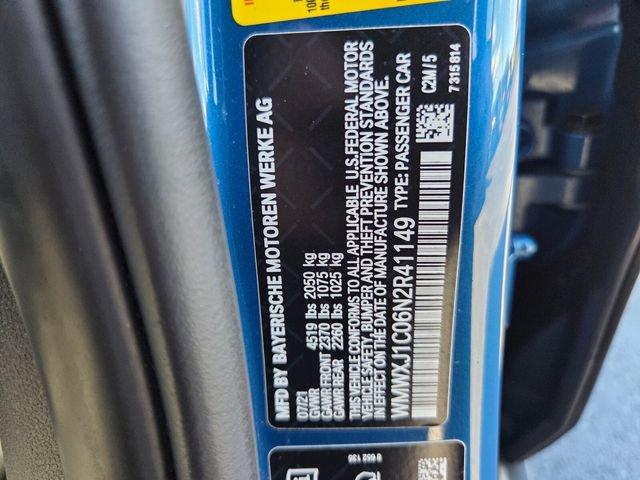 MFD BY BAYERISCHE MOTOREN WERKE AG
07/21
GVWR 4519 lbs 2050 kg
GAWR FRONT 2370 lbs 1075 kg
GAWR REAR 2260 lbs 1025 kg
THIS VEHICLE CONFORMS TO ALL APPLICABLE U.S.FEDERAL MOTOR
VEHICLE SAFETY, BUMPER AND THEFT PREVENTION STANDARDS
IN EFFECT ON THE DATE OF MANUFACTURE SHOWN ABOVE.
WMWXJ1C06N2R41149 TYPE: PASSENGER CAR
C2M/5
7 315 814
6 652 135